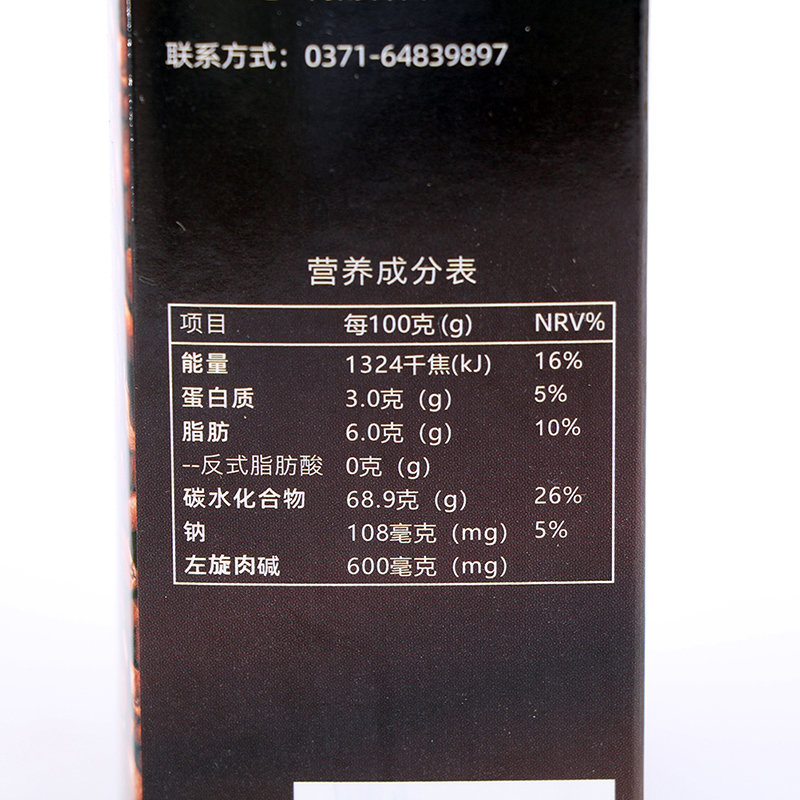 联系方式：0371-64839897
营养成分表
项目 每100克(g) NRV%
能量 1324千焦(kJ) 16%
蛋白质 3.0克（g） 5%
脂肪 6.0克（g） 10%
--反式脂肪酸 0克（g）
碳水化合物 68.9克（g） 26%
钠 108毫克（mg） 5%
左旋肉碱 600毫克（mg）